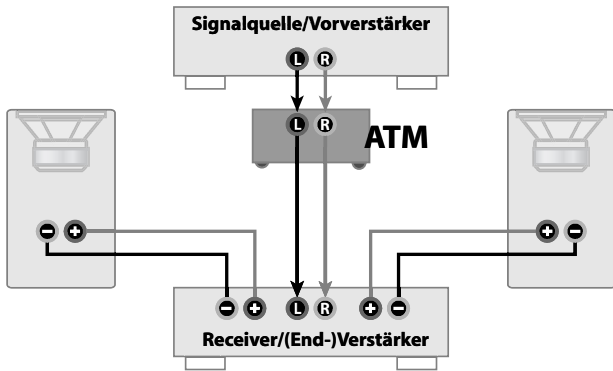 Signalquelle/Vorverstärker
L R
L R
ATM
− + L R + −
− + + −
Receiver/(End-)Verstärker